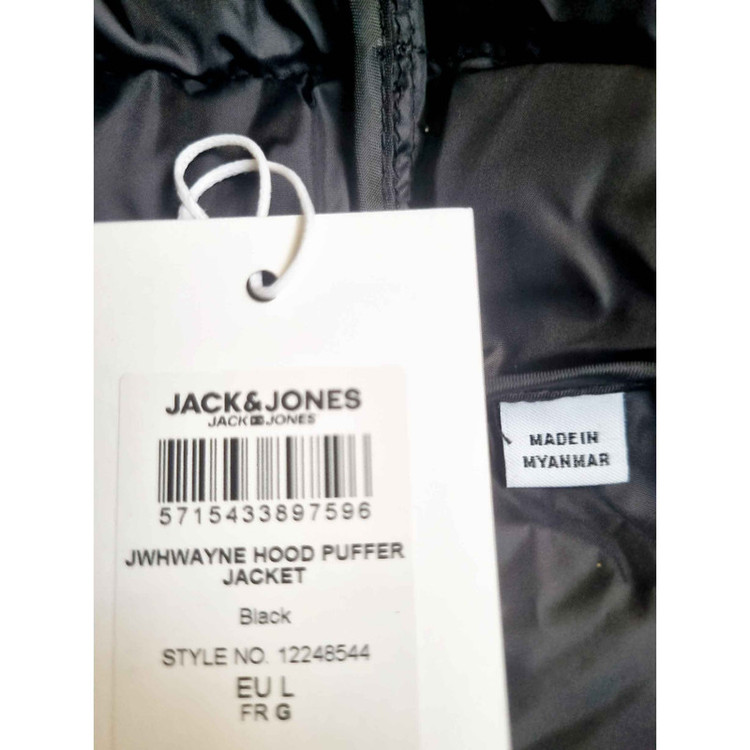 JACK&JONES
JACK JONES
5715433897596
JWHWAYNE HOOD PUFFER
JACKET
Black
STYLE NO. 12248544
EU L
FR G
MADE IN
MYANMAR